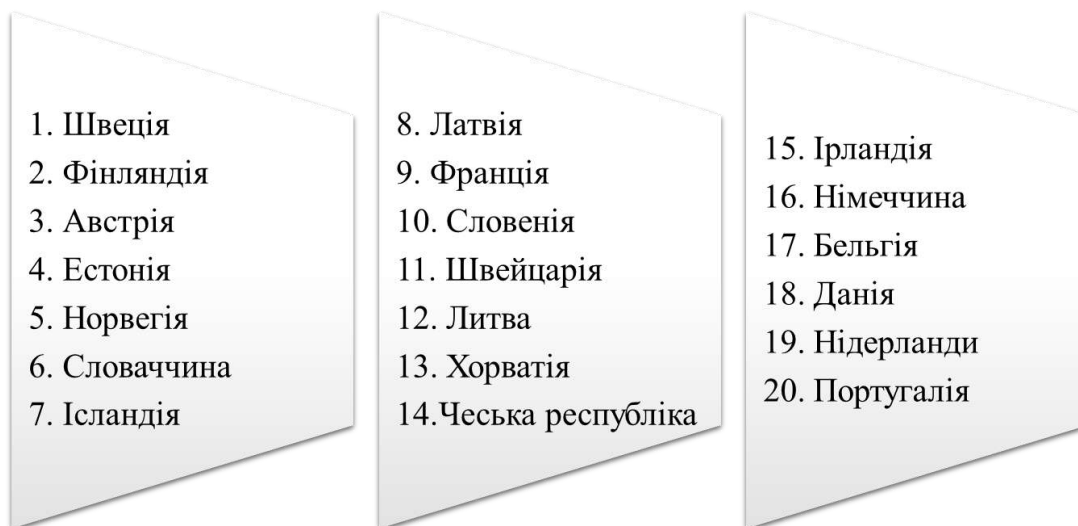 1. Швеція
2. Фінляндія
3. Австрія
4. Естонія
5. Норвегія
6. Словаччина
7. Ісландія
8. Латвія
9. Франція
10. Словенія
11. Швейцарія
12. Литва
13. Хорватія
14.Чеська республіка
15. Ірландія
16. Німеччина
17. Бельгія
18. Данія
19. Нідерланди
20. Португалія